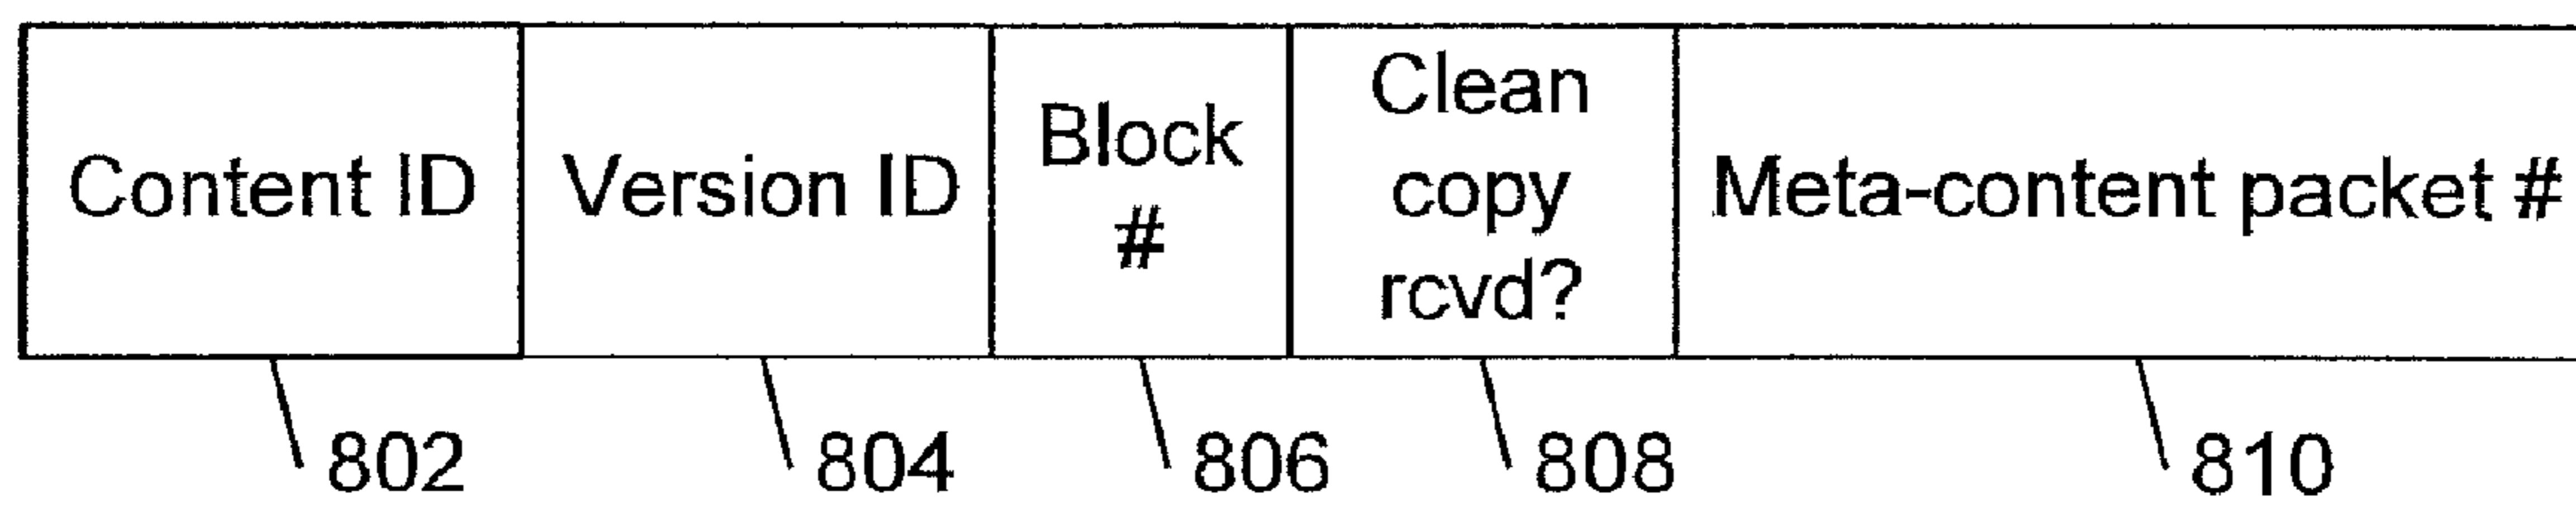 Content ID
Version ID
Block
#
Clean
copy
rcvd?
Meta-content packet #
802
804
806
808
810